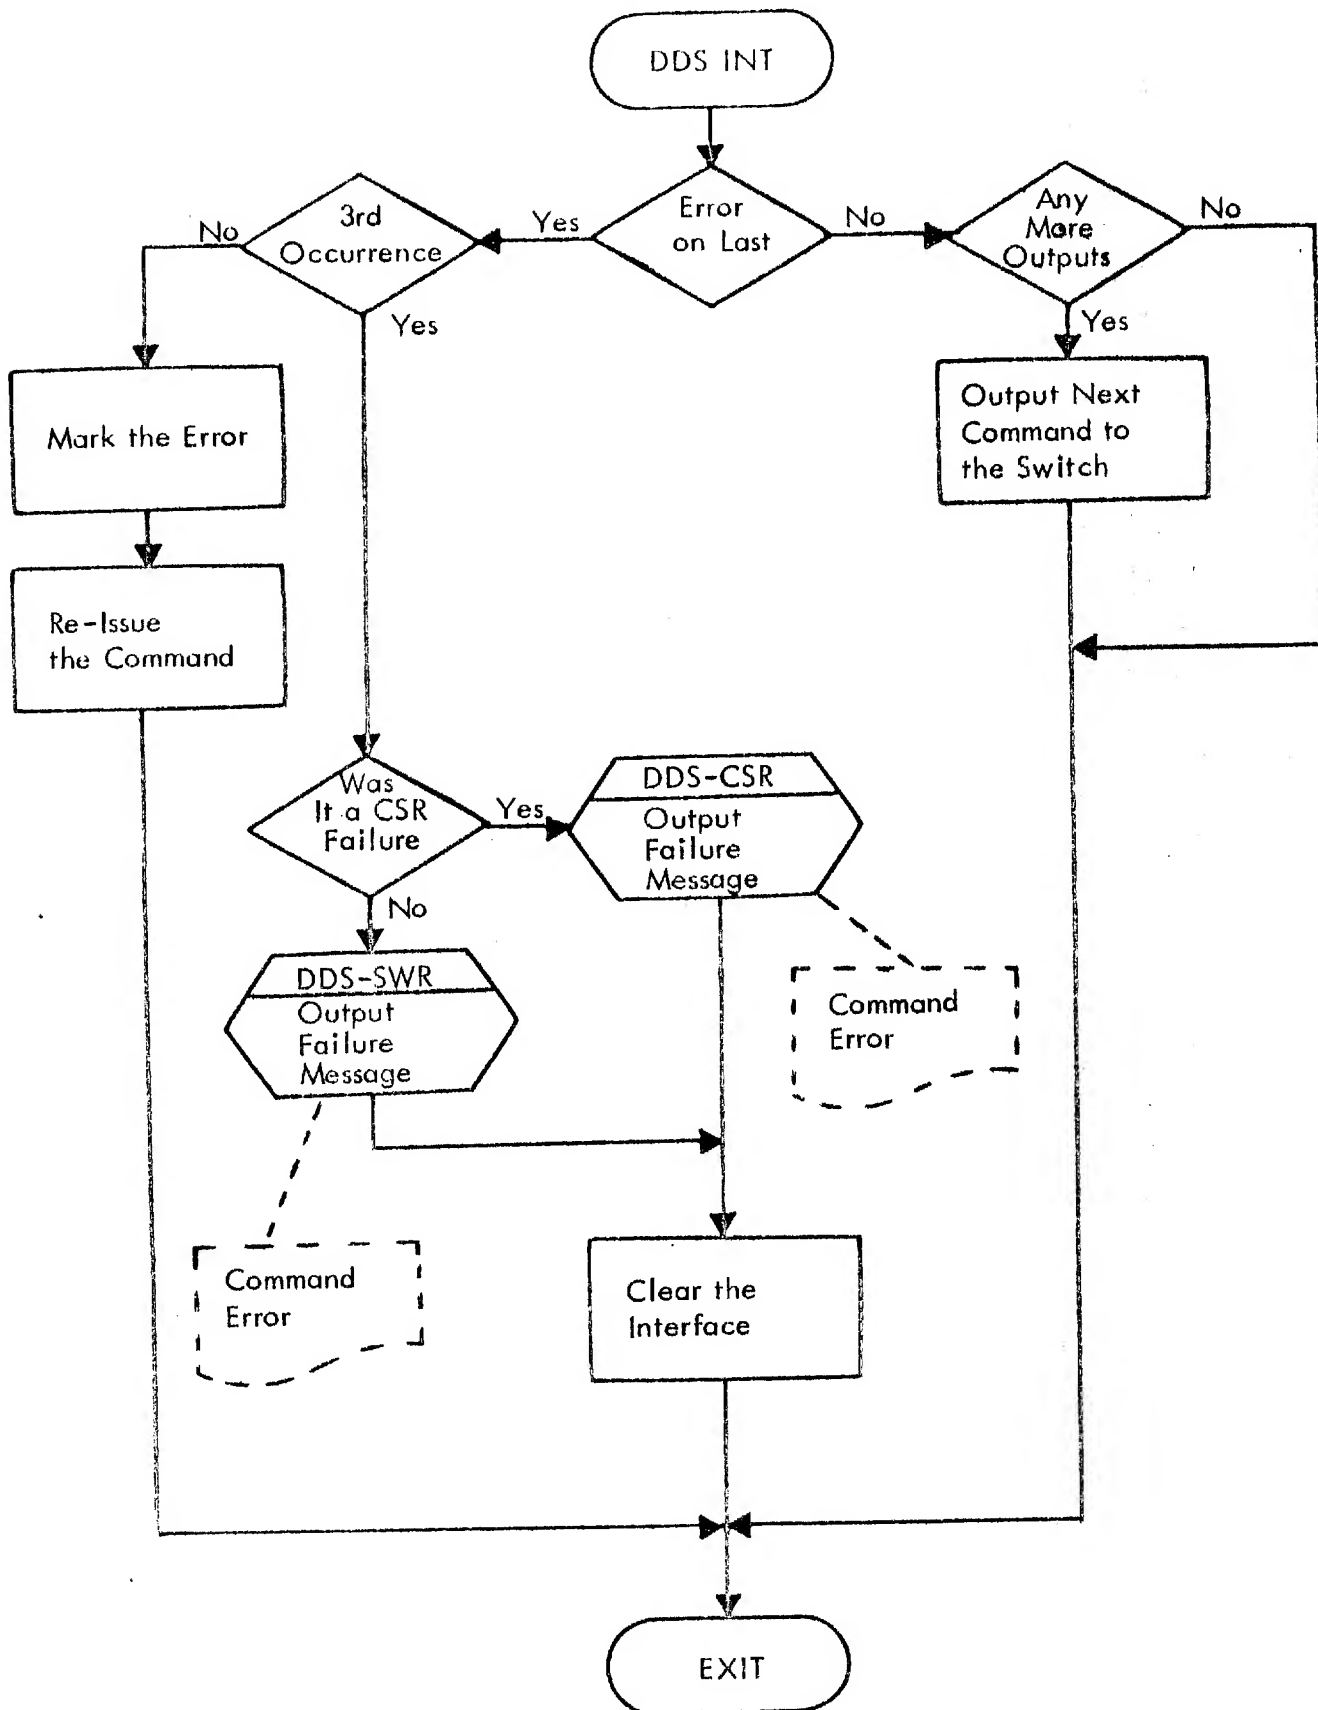 DDS INT
Error
on Last
Yes
No
3rd
Occurrence
No
Yes
Any
More
Outputs
No
Yes
Mark the Error
Re-Issue
the Command
Output Next
Command to
the Switch
Was
It a CSR
Failure
Yes
No
DDS-CSR
Output
Failure
Message
DDS-SWR
Output
Failure
Message
Command
Error
Command
Error
Clear the
Interface
EXIT